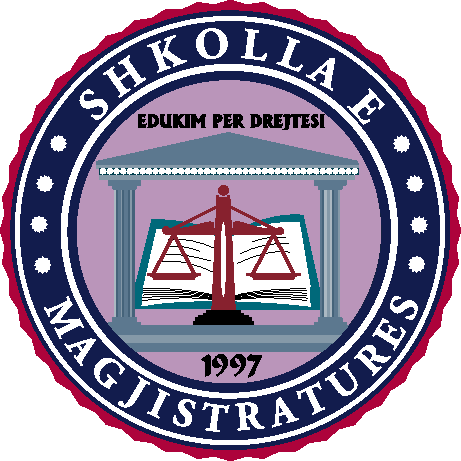 SHKOLLA E
EDUKIM PER DREJTESI
1997
MAGJISTRATURES